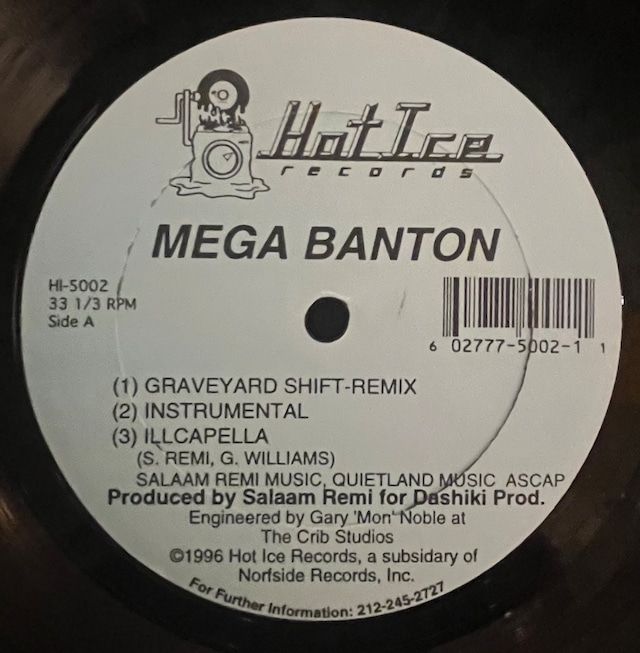 Hot Ice
records
MEGA BANTON
HI-5002
33 1/3 RPM
Side A
6 02777-5002-1 1
(1) GRAVEYARD SHIFT-REMIX
(2) INSTRUMENTAL
(3) ILLCAPELLA
(S. REMI, G. WILLIAMS)
SALAAM REMI MUSIC, QUIETLAND MUSIC ASCAP
Produced by Salaam Remi for Dashiki Prod.
Engineered by Gary 'Mon' Noble at
The Crib Studios
©1996 Hot Ice Records, a subsidary of
Norfside Records, Inc.
For Further Information: 212-245-2727